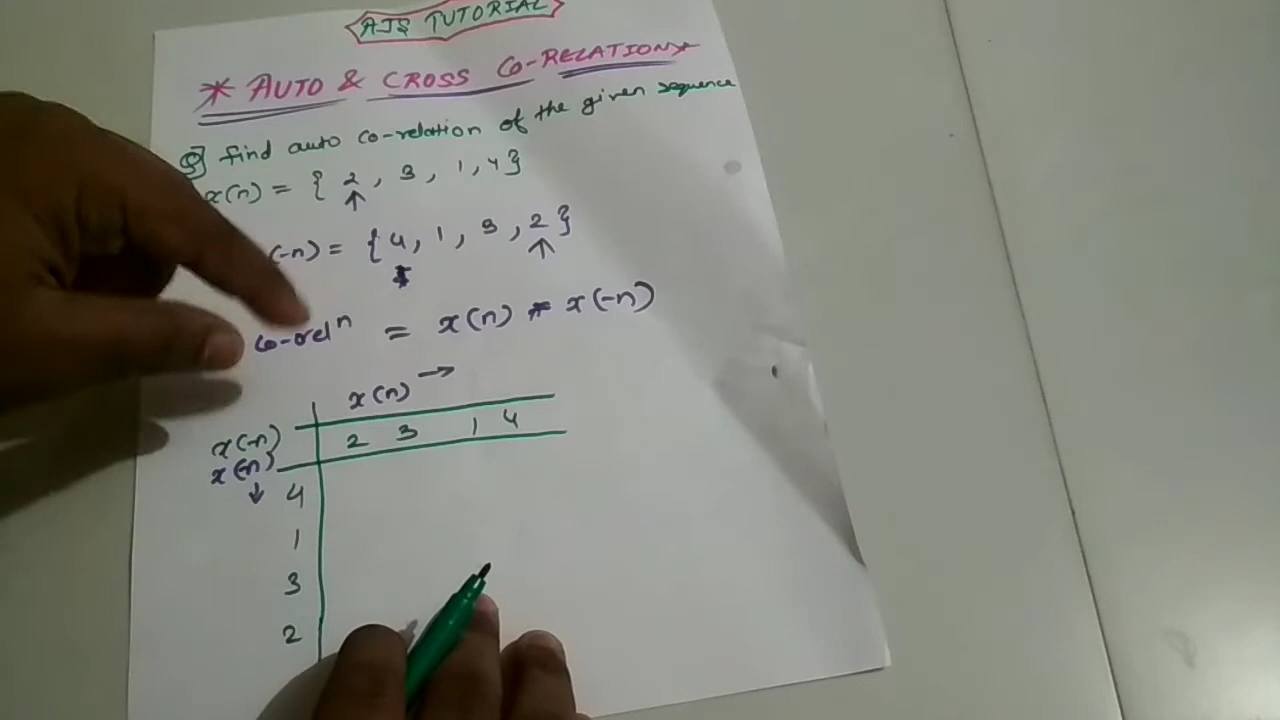 AJS TUTORIAL
* AUTO & CROSS CO-RELATION *
Q] find auto co-relation of the given sequence
x(n) = { 2, 3, 1, 4 }
↑
(-n) = { 4, 1, 3, 2 }
↑
co-relⁿ = x(n) * x(-n)
x(n) →
x(-n) 2 3 1 4
x(-n)
↓ 4
1
3
2